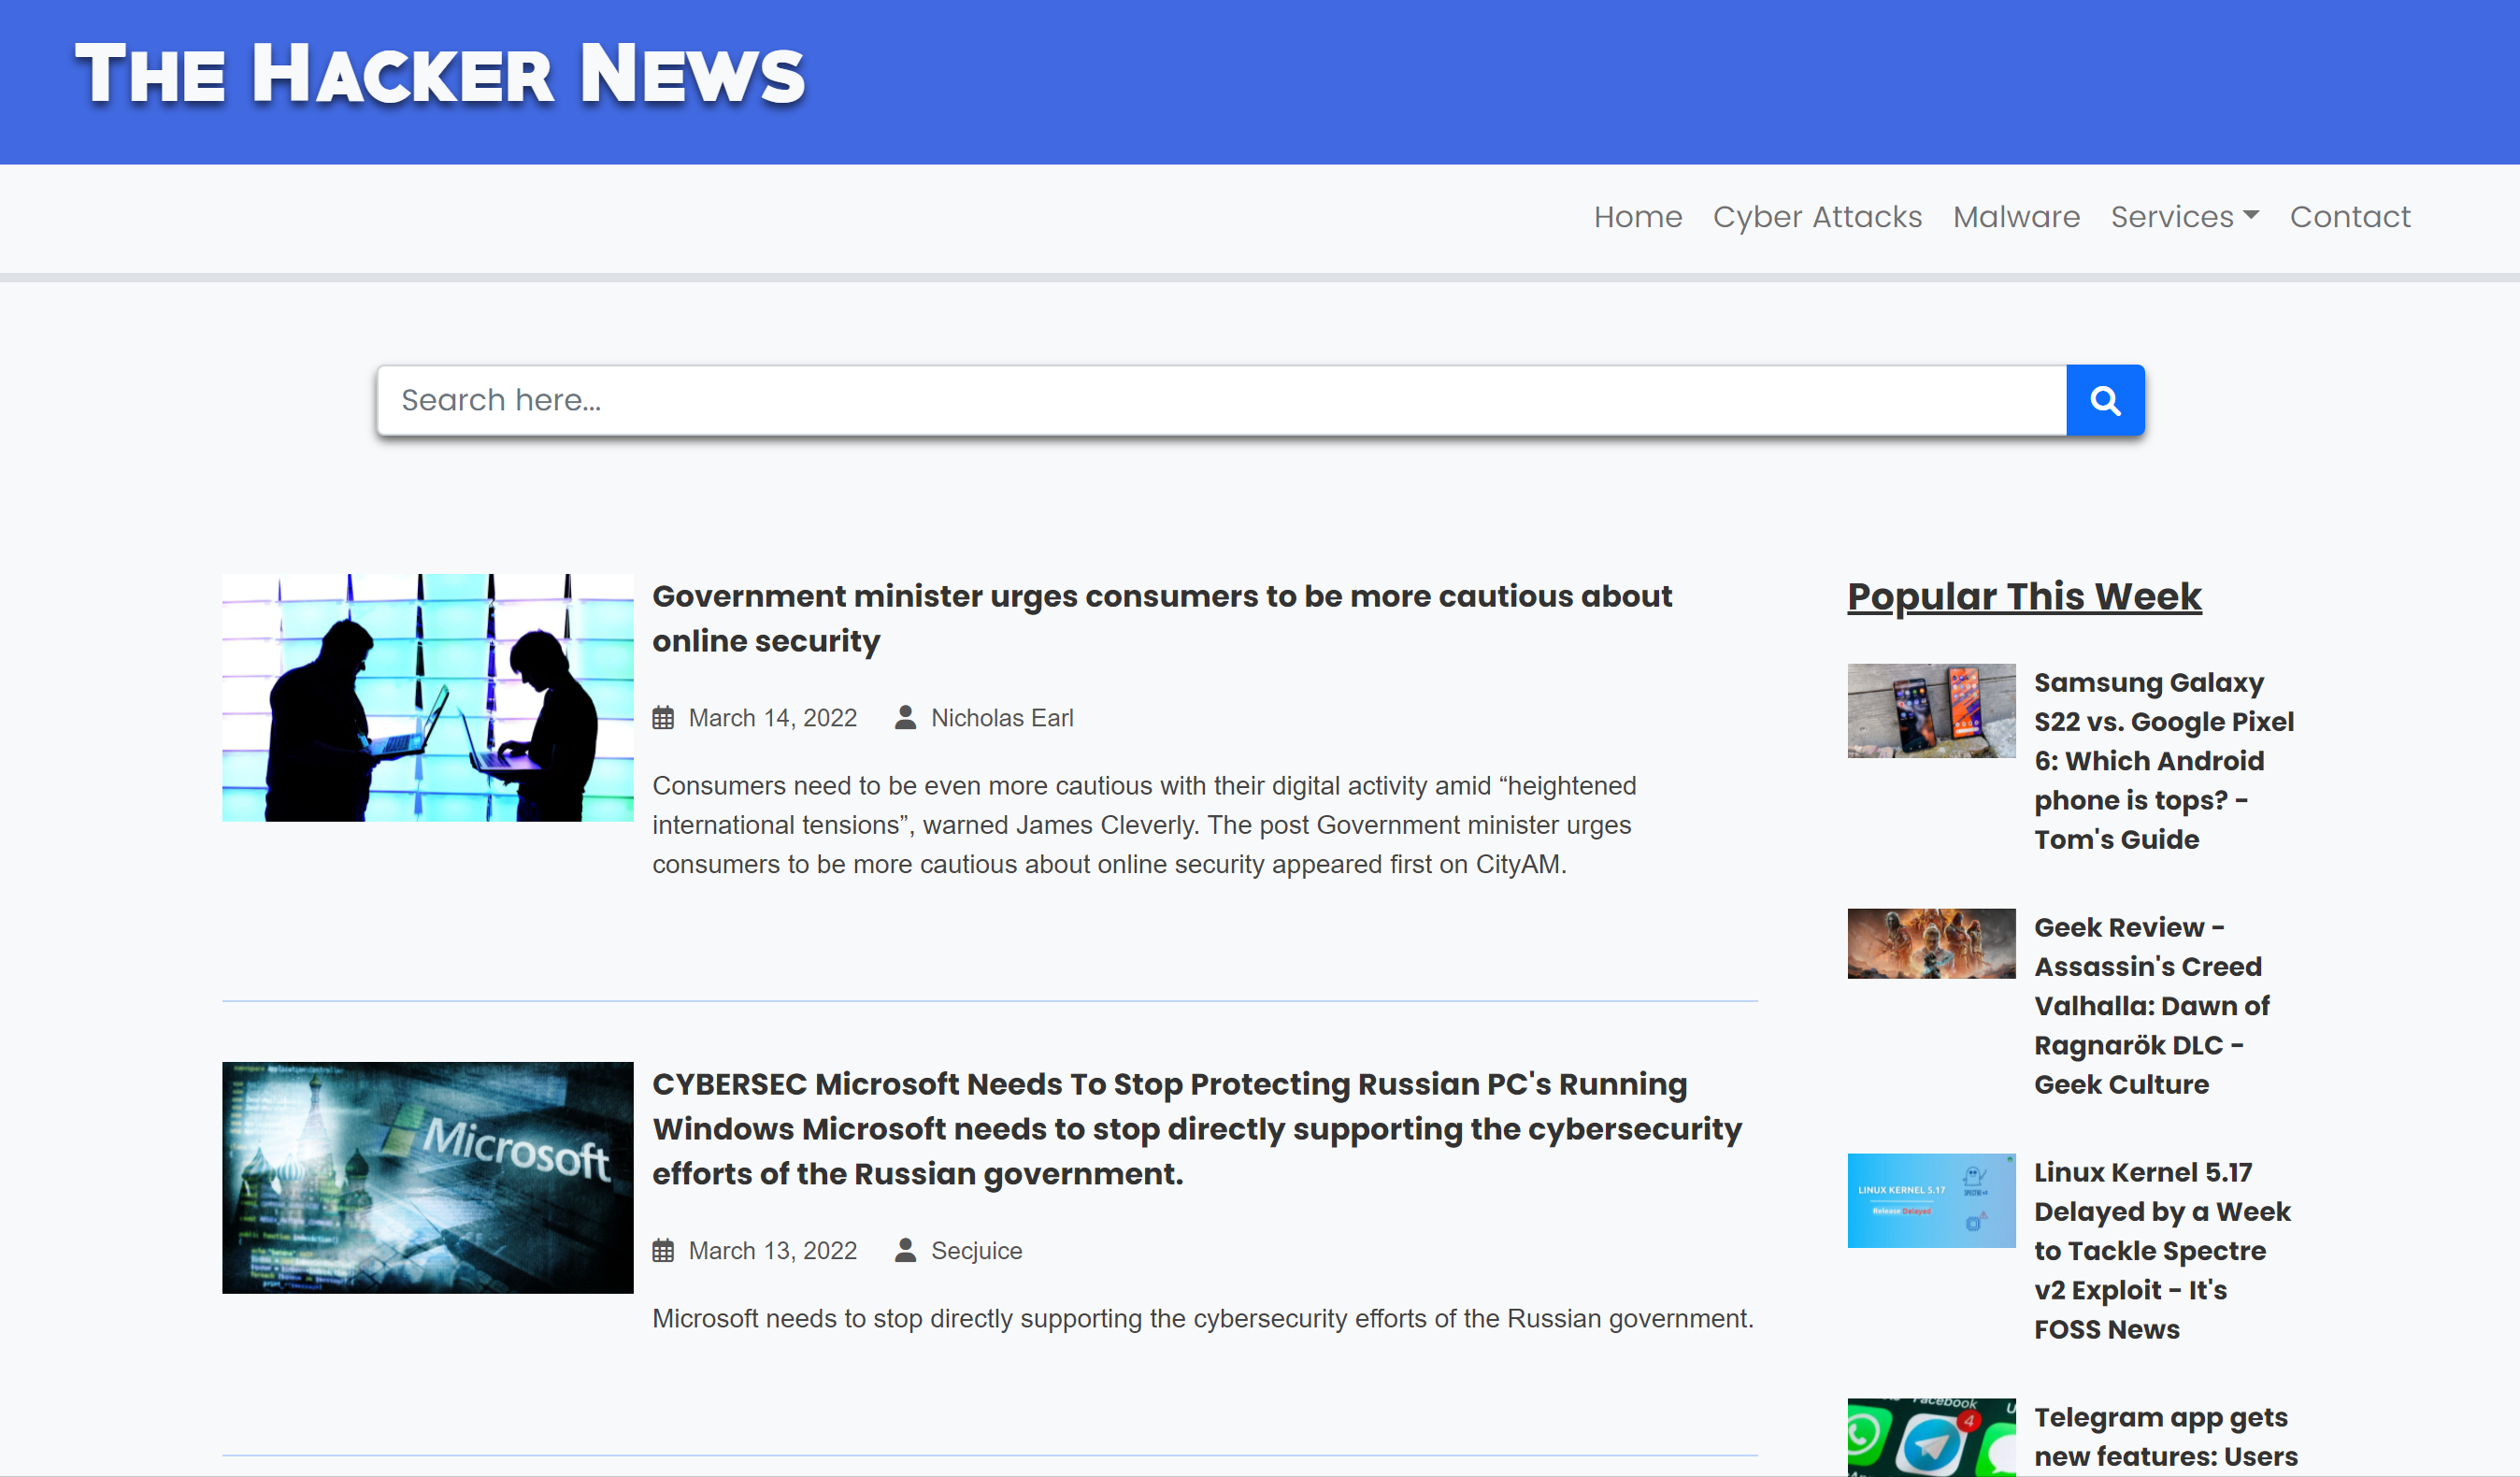 The Hacker News
Home Cyber Attacks Malware Services Contact
Search here...
Government minister urges consumers to be more cautious about
online security
March 14, 2022 Nicholas Earl
Consumers need to be even more cautious with their digital activity amid “heightened
international tensions”, warned James Cleverly. The post Government minister urges
consumers to be more cautious about online security appeared first on CityAM.
Microsoft
CYBERSEC Microsoft Needs To Stop Protecting Russian PC's Running
Windows Microsoft needs to stop directly supporting the cybersecurity
efforts of the Russian government.
March 13, 2022 Secjuice
Microsoft needs to stop directly supporting the cybersecurity efforts of the Russian government.
Popular This Week
Samsung Galaxy
S22 vs. Google Pixel
6: Which Android
phone is tops? -
Tom's Guide
Geek Review -
Assassin's Creed
Valhalla: Dawn of
Ragnarök DLC -
Geek Culture
LINUX KERNEL 5.17
Release Delayed
Linux Kernel 5.17
Delayed by a Week
to Tackle Spectre
v2 Exploit - It's
FOSS News
Facebook
4
Telegram app gets
new features: Users